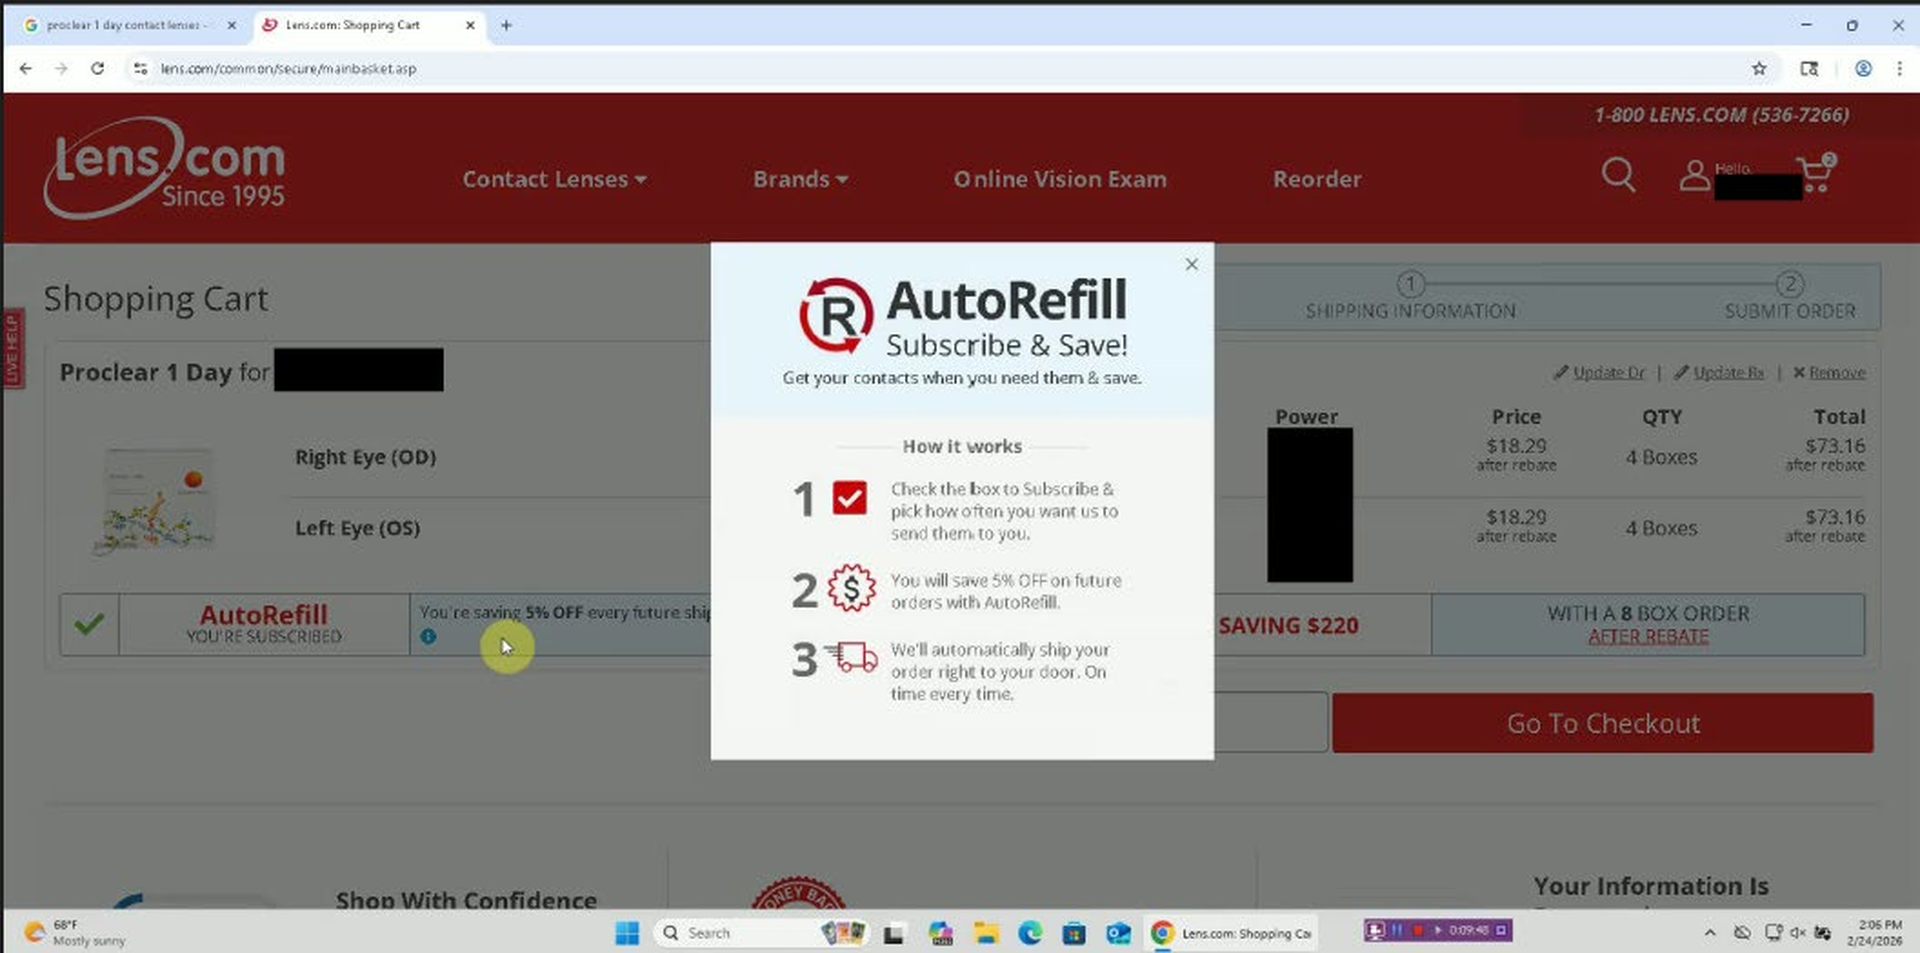 proclear 1 day contact lenses -
Lens.com: Shopping Cart
lens.com/common/secure/mainbasket.asp
1-800 LENS.COM (536-7266)
Lens.com
Since 1995
Contact Lenses
Brands
Online Vision Exam
Reorder
Hello,
2
Shopping Cart
1
SHIPPING INFORMATION
2
SUBMIT ORDER
LIVE HELP
Proclear 1 Day for
Update Dr | Update Rx | Remove
Power
Price
QTY
Total
Right Eye (OD)
$18.29
after rebate
4 Boxes
$73.16
after rebate
Left Eye (OS)
$18.29
after rebate
4 Boxes
$73.16
after rebate
AutoRefill
YOU'RE SUBSCRIBED
You're saving 5% OFF every future
SAVING $220
WITH A 8 BOX ORDER
AFTER REBATE
Go To Checkout
R
AutoRefill
Subscribe & Save!
Get your contacts when you need them & save.
How it works
1
Check the box to Subscribe &
pick how often you want us to
send them to you.
2
$
You will save 5% OFF on future
orders with AutoRefill.
3
We'll automatically ship your
order right to your door. On
time every time.
Shop With Confidence
Your Information Is
68°F
Mostly sunny
Search
Lens.com: Shopping Ca
0:09:48
2:06 PM
2/24/2026